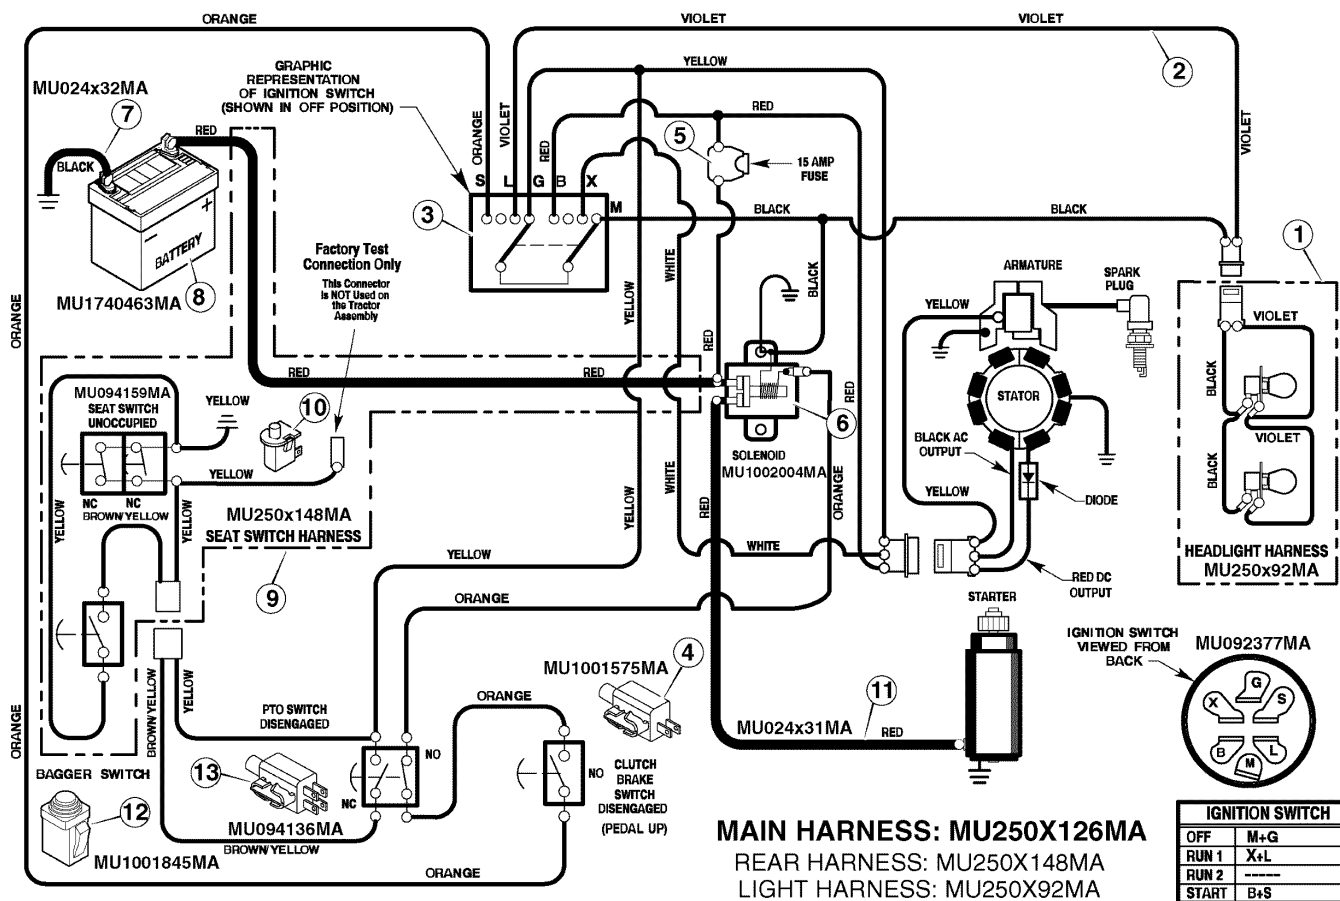 ORANGE
VIOLET
VIOLET
GRAPHIC
REPRESENTATION
OF IGNITION SWITCH
(SHOWN IN OFF POSITION)
YELLOW
2
MU024x32MA
7
RED
BLACK
ORANGE
VIOLET
RED
RED
5
15 AMP
FUSE
VIOLET
S
L
G
B
X
M
3
BLACK
BLACK
1
+
−
BATTERY
8
MU1740463MA
Factory Test
Connection Only
This Connector
is NOT Used on
the Tractor
Assembly
WHITE
BLACK
YELLOW
ORANGE
ARMATURE
SPARK
PLUG
YELLOW
VIOLET
RED
RED
RED
RED
STATOR
BLACK
MU094159MA
SEAT SWITCH
UNOCCUPIED
YELLOW
10
6
SOLENOID
MU1002004MA
BLACK AC
OUTPUT
VIOLET
BLACK
YELLOW
NC
NC
BROWN/YELLOW
YELLOW
YELLOW
MU250x148MA
SEAT SWITCH HARNESS
9
YELLOW
WHITE
RED
ORANGE
YELLOW
DIODE
YELLOW
WHITE
HEADLIGHT HARNESS
MU250x92MA
RED DC
OUTPUT
ORANGE
STARTER
IGNITION SWITCH
VIEWED FROM
BACK
MU092377MA
G
X
S
B
L
M
MU1001575MA
4
11
ORANGE
BROWN/YELLOW
YELLOW
PTO SWITCH
DISENGAGED
ORANGE
MU024x31MA
RED
NO
NC
13
MU094136MA
BROWN/YELLOW
NO
CLUTCH
BRAKE
SWITCH
DISENGAGED
(PEDAL UP)
BAGGER SWITCH
12
MU1001845MA
ORANGE
MAIN HARNESS: MU250X126MA
REAR HARNESS: MU250X148MA
LIGHT HARNESS: MU250X92MA
IGNITION SWITCH
OFF M+G
RUN 1 X+L
RUN 2 -----
START B+S